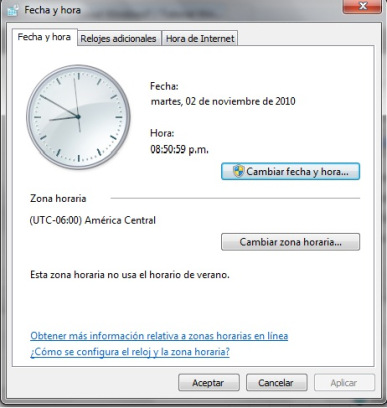 Fecha y hora
Fecha y hora
Relojes adicionales
Hora de Internet
Fecha:
martes, 02 de noviembre de 2010
Hora:
08:50:59 p.m.
Cambiar fecha y hora...
Zona horaria
(UTC-06:00) América Central
Cambiar zona horaria...
Esta zona horaria no usa el horario de verano.
Obtener más información relativa a zonas horarias en línea
¿Cómo se configura el reloj y la zona horaria?
Aceptar
Cancelar
Aplicar